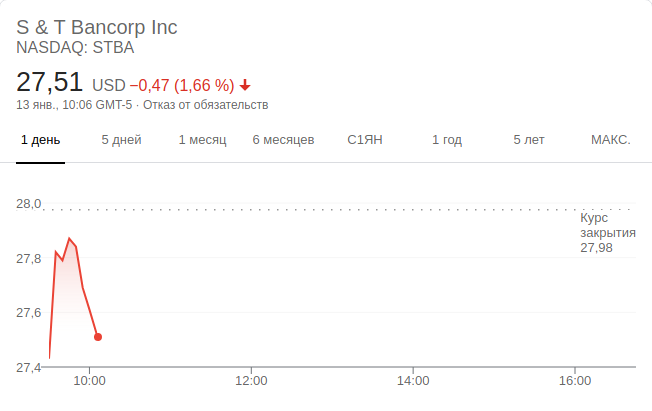 S & T Bancorp Inc
NASDAQ: STBA
27,51 USD −0,47 (1,66 %)
13 янв., 10:06 GMT-5 · Отказ от обязательств
1 день 5 дней 1 месяц 6 месяцев С1ЯН 1 год 5 лет МАКС.
28,0
Курс
закрытия
27,98
27,8
27,6
27,4
10:00 12:00 14:00 16:00